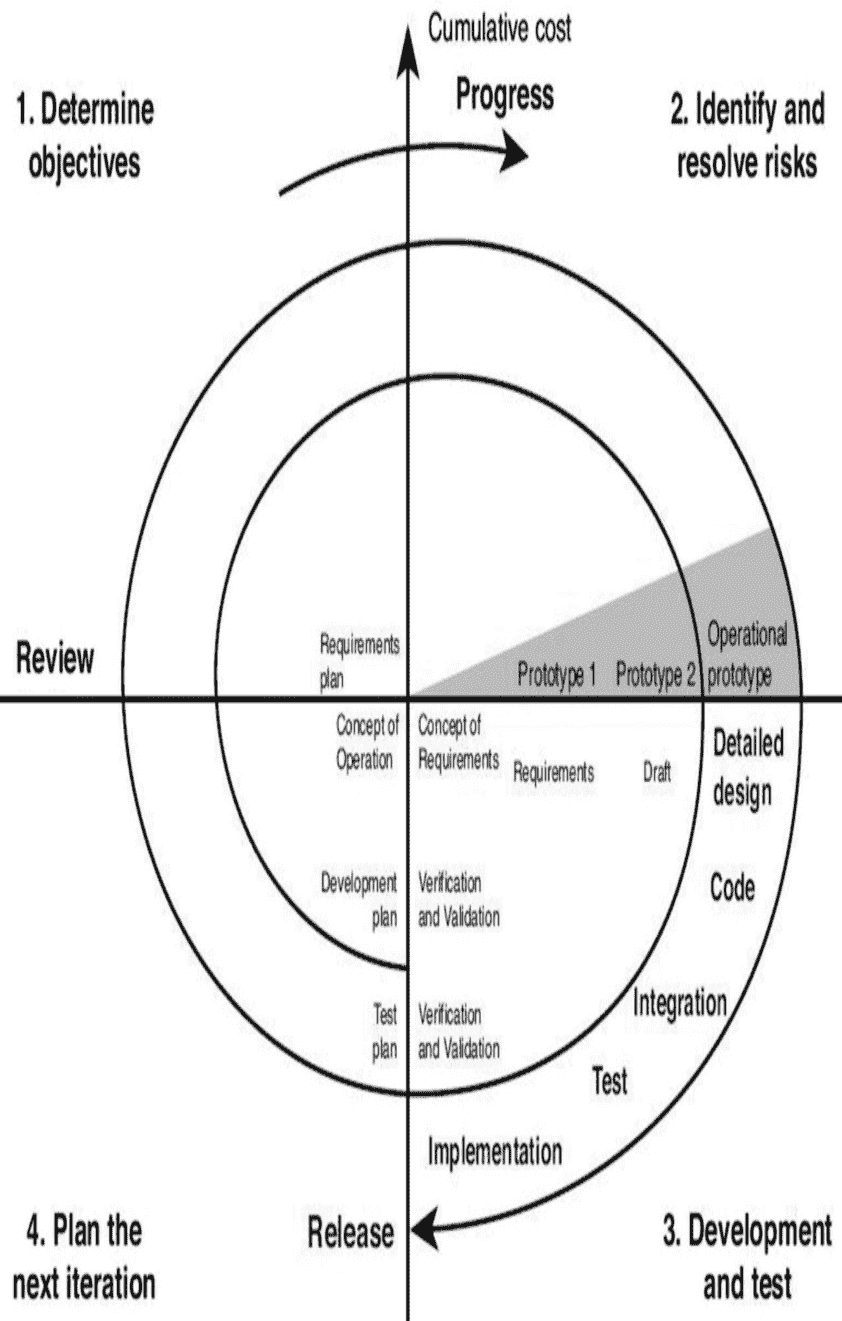 Cumulative cost
Progress
1. Determine
objectives
2. Identify and
resolve risks
Review
Requirements
plan
Prototype 1
Prototype 2
Operational
prototype
Concept of
Operation
Concept of
Requirements
Requirements
Draft
Detailed
design
Development
plan
Verification
and Validation
Code
Test
plan
Verification
and Validation
Integration
Test
Implementation
4. Plan the
next iteration
Release
3. Development
and test